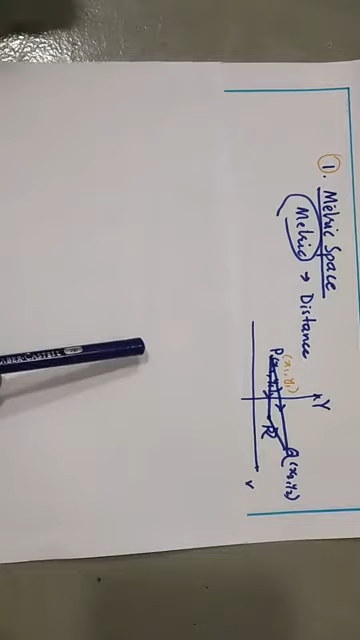 1. Metric Space
Metric → Distance
Y
(x₁, y₁)
P
Q(x₂, y₂)
R
FABER-CASTELL